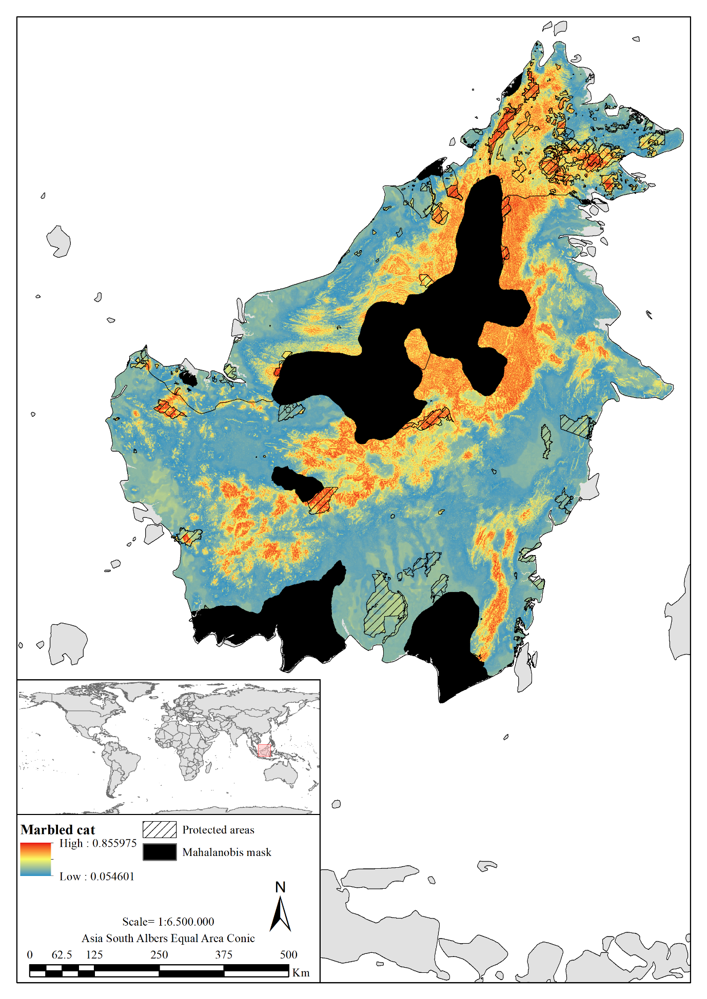 Marbled cat
High : 0.855975
Low : 0.054601
Protected areas
Mahalanobis mask
N
Scale= 1:6.500.000
Asia South Albers Equal Area Conic
0 62.5 125 250 375 500
Km